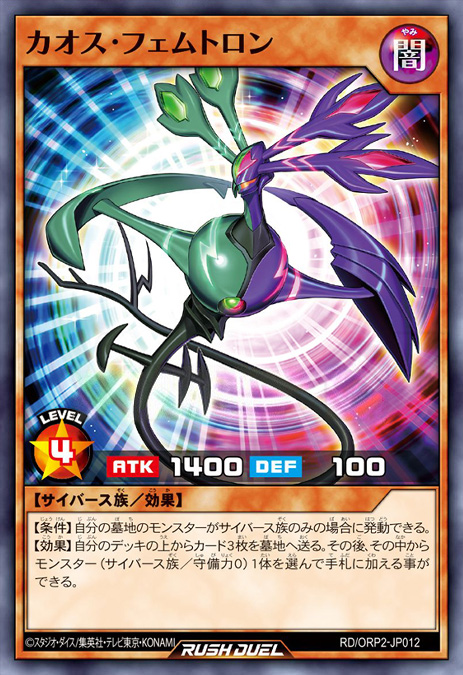 カオス・フェムトロン
やみ
闇
LEVEL
4
ATK 1400 DEF 100
【サイバース族／効果】
【条件】自分の墓地のモンスターがサイバース族のみの場合に発動できる。
【効果】自分のデッキの上からカード3枚を墓地へ送る。その後、その中から
モンスター（サイバース族／守備力0）1体を選んで手札に加える事が
できる。
©スタジオ・ダイス/集英社・テレビ東京・KONAMI RUSH DUEL RD/ORP2-JP012